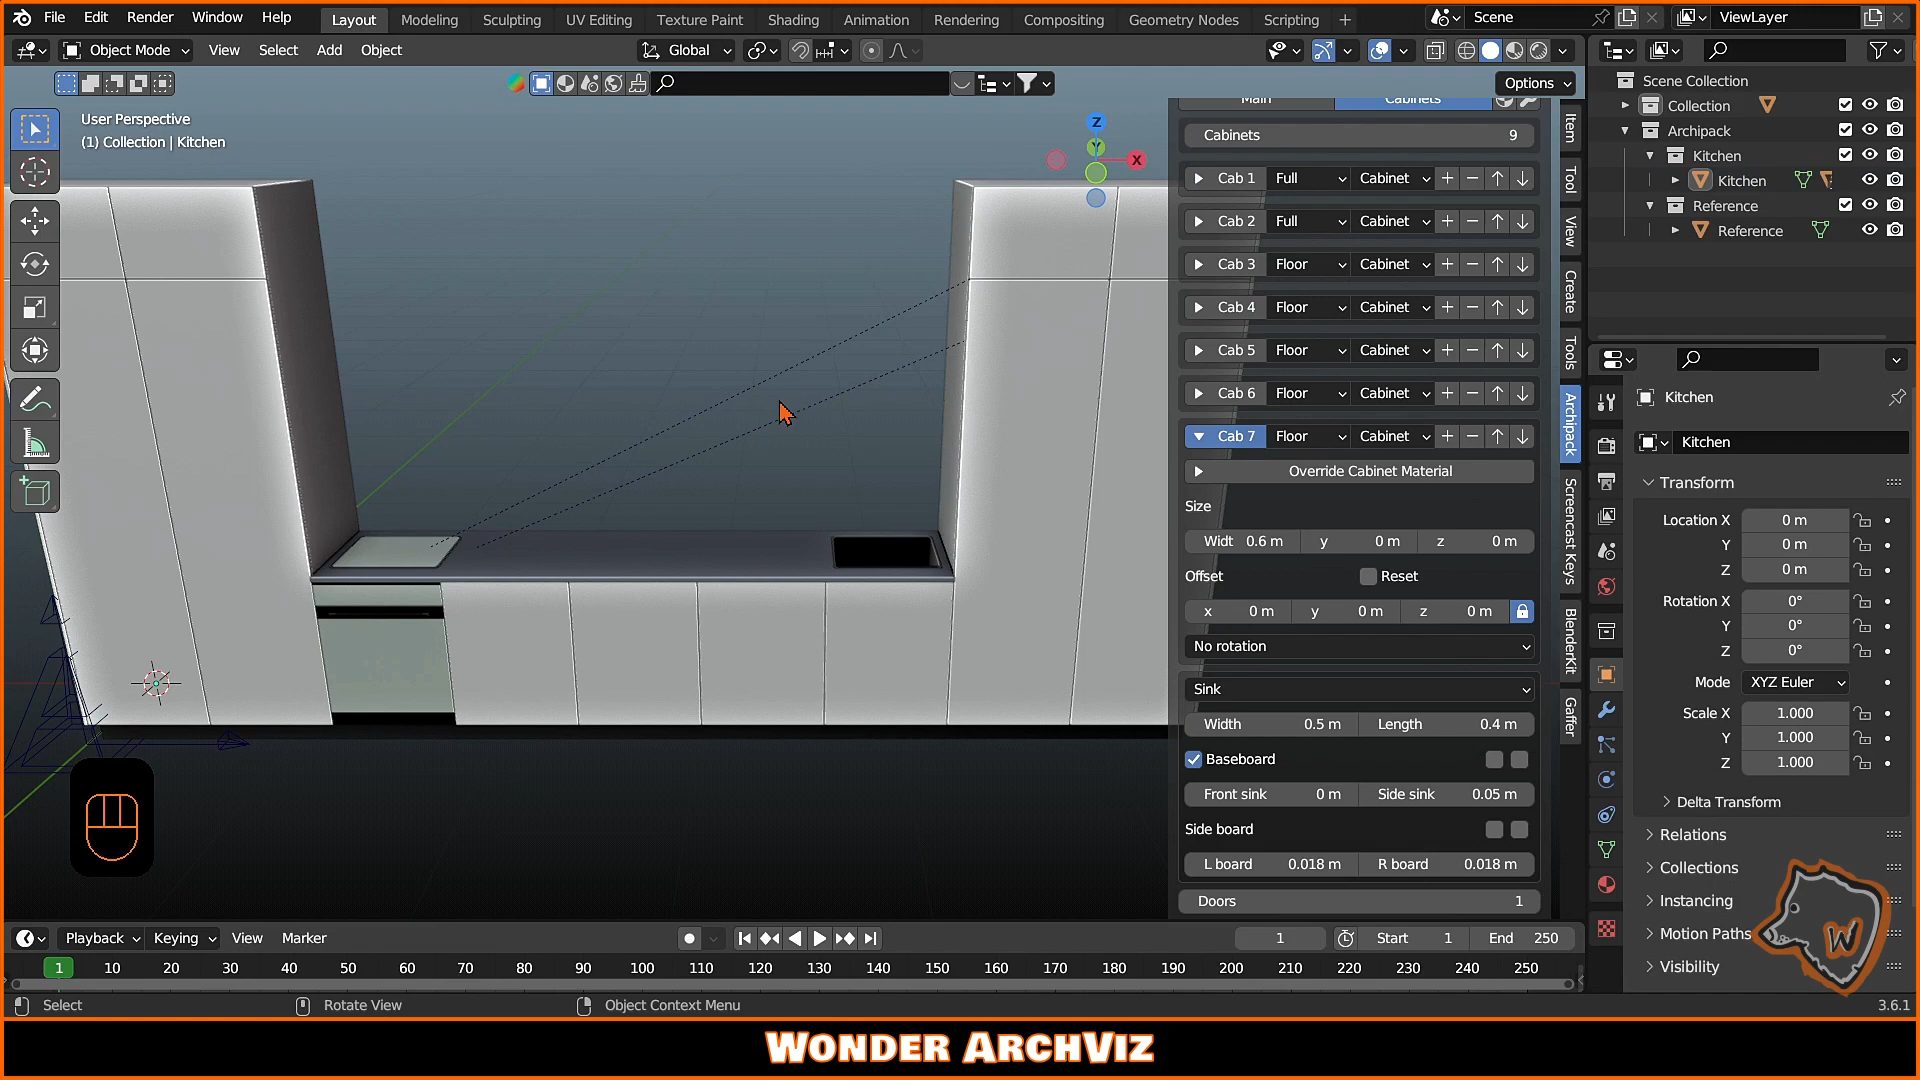 File Edit Render Window Help Layout Modeling Sculpting UV Editing Texture Paint Shading Animation Rendering Compositing Geometry Nodes Scripting + Scene ViewLayer
Object Mode View Select Add Object Global
Options
User Perspective
(1) Collection | Kitchen
Z
Y
X
Main Cabinets
Cabinets 9
Cab 1 Full Cabinet
Cab 2 Full Cabinet
Cab 3 Floor Cabinet
Cab 4 Floor Cabinet
Cab 5 Floor Cabinet
Cab 6 Floor Cabinet
Cab 7 Floor Cabinet
Override Cabinet Material
Size
Widt 0.6 m y 0 m z 0 m
Offset Reset
x 0 m y 0 m z 0 m
No rotation
Sink
Width 0.5 m Length 0.4 m
Baseboard
Front sink 0 m Side sink 0.05 m
Side board
L board 0.018 m R board 0.018 m
Doors 1
Item
Tool
View
Create
Tools
Archipack
Screencast Keys
BlenderKit
Gaffer
Scene Collection
Collection
Archipack
Kitchen
Kitchen
Reference
Reference
Kitchen
Kitchen
Transform
Location X 0 m
Y 0 m
Z 0 m
Rotation X 0°
Y 0°
Z 0°
Mode XYZ Euler
Scale X 1.000
Y 1.000
Z 1.000
Delta Transform
Relations
Collections
Instancing
Motion Paths
Visibility
W
Playback Keying View Marker 1 Start 1 End 250
1 10 20 30 40 50 60 70 80 90 100 110 120 130 140 150 160 170 180 190 200 210 220 230 240 250
Select Rotate View Object Context Menu 3.6.1
Wonder ArchViz